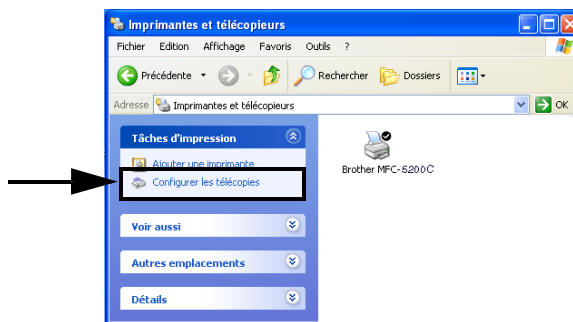 Imprimantes et télécopieurs
Fichier Edition Affichage Favoris Outils ?
Précédente Rechercher Dossiers
Adresse Imprimantes et télécopieurs OK
Tâches d'impression
Ajouter une imprimante
Configurer les télécopies
Voir aussi
Autres emplacements
Détails
Brother MFC-5200C